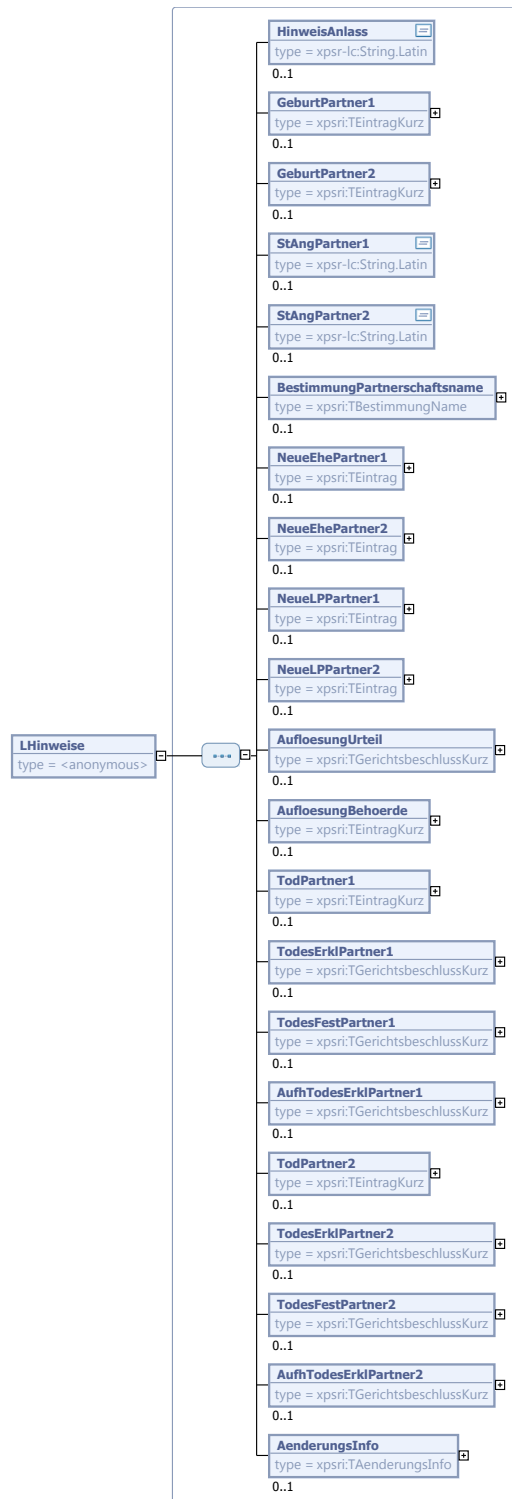 HinweisAnlass
type = xpsr-lc:String.Latin
0..1
GeburtPartner1
type = xpsri:TEintragKurz
0..1
GeburtPartner2
type = xpsri:TEintragKurz
0..1
StAngPartner1
type = xpsr-lc:String.Latin
0..1
StAngPartner2
type = xpsr-lc:String.Latin
0..1
BestimmungPartnerschaftsname
type = xpsri:TBestimmungName
0..1
NeueEhePartner1
type = xpsri:TEintrag
0..1
NeueEhePartner2
type = xpsri:TEintrag
0..1
NeueLPPartner1
type = xpsri:TEintrag
0..1
NeueLPPartner2
type = xpsri:TEintrag
0..1
LHinweise
type = <anonymous>
AufloesungUrteil
type = xpsri:TGerichtsbeschlussKurz
0..1
AufloesungBehoerde
type = xpsri:TEintragKurz
0..1
TodPartner1
type = xpsri:TEintragKurz
0..1
TodesErklPartner1
type = xpsri:TGerichtsbeschlussKurz
0..1
TodesFestPartner1
type = xpsri:TGerichtsbeschlussKurz
0..1
AufhTodesErklPartner1
type = xpsri:TGerichtsbeschlussKurz
0..1
TodPartner2
type = xpsri:TEintragKurz
0..1
TodesErklPartner2
type = xpsri:TGerichtsbeschlussKurz
0..1
TodesFestPartner2
type = xpsri:TGerichtsbeschlussKurz
0..1
AufhTodesErklPartner2
type = xpsri:TGerichtsbeschlussKurz
0..1
AenderungsInfo
type = xpsri:TAenderungsInfo
0..1